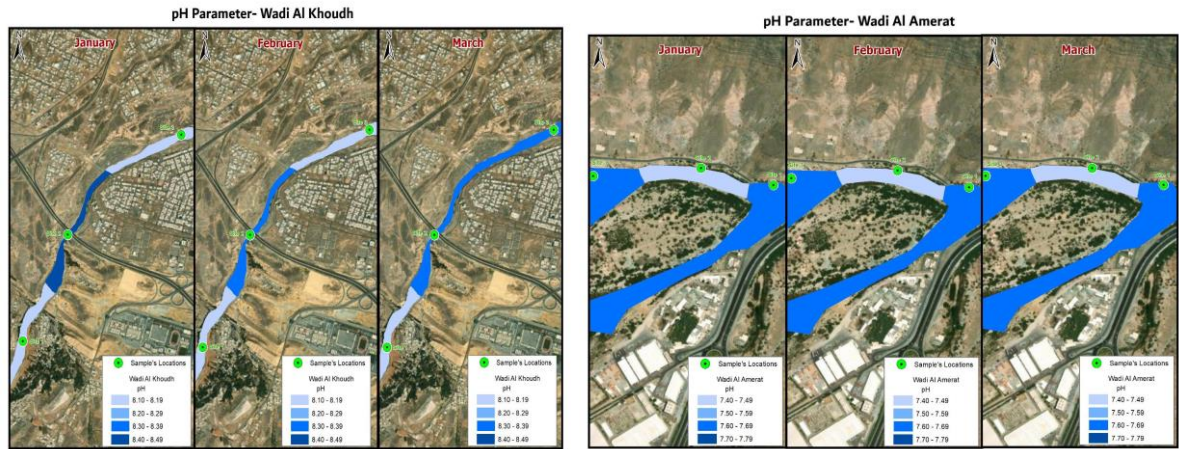 pH Parameter- Wadi Al Khoudh
January
February
March
Sample's Locations
Wadi Al Khoudh
pH
8.10 - 8.19
8.20 - 8.29
8.30 - 8.39
8.40 - 8.49
Sample's Locations
Wadi Al Khoudh
pH
8.10 - 8.19
8.20 - 8.29
8.30 - 8.39
8.40 - 8.49
Sample's Locations
Wadi Al Khoudh
pH
8.10 - 8.19
8.20 - 8.29
8.30 - 8.39
8.40 - 8.49
pH Parameter- Wadi Al Amerat
January
February
March
Sample's Locations
Wadi Al Amerat
pH
7.40 - 7.49
7.50 - 7.59
7.60 - 7.69
7.70 - 7.79
Sample's Locations
Wadi Al Amerat
pH
7.40 - 7.49
7.50 - 7.59
7.60 - 7.69
7.70 - 7.79
Sample's Locations
Wadi Al Amerat
pH
7.40 - 7.49
7.50 - 7.59
7.60 - 7.69
7.70 - 7.79